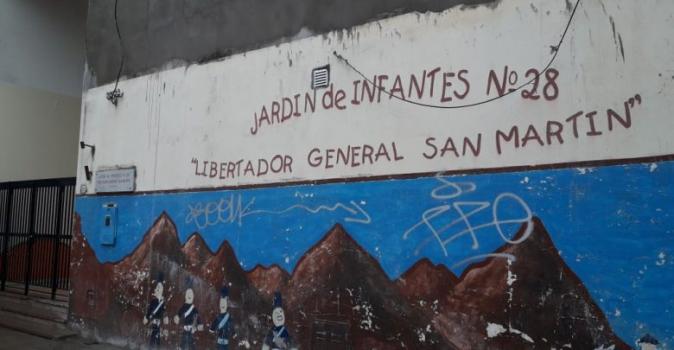 JARDIN de INFANTES Nº28
"LIBERTADOR GENERAL SAN MARTIN"